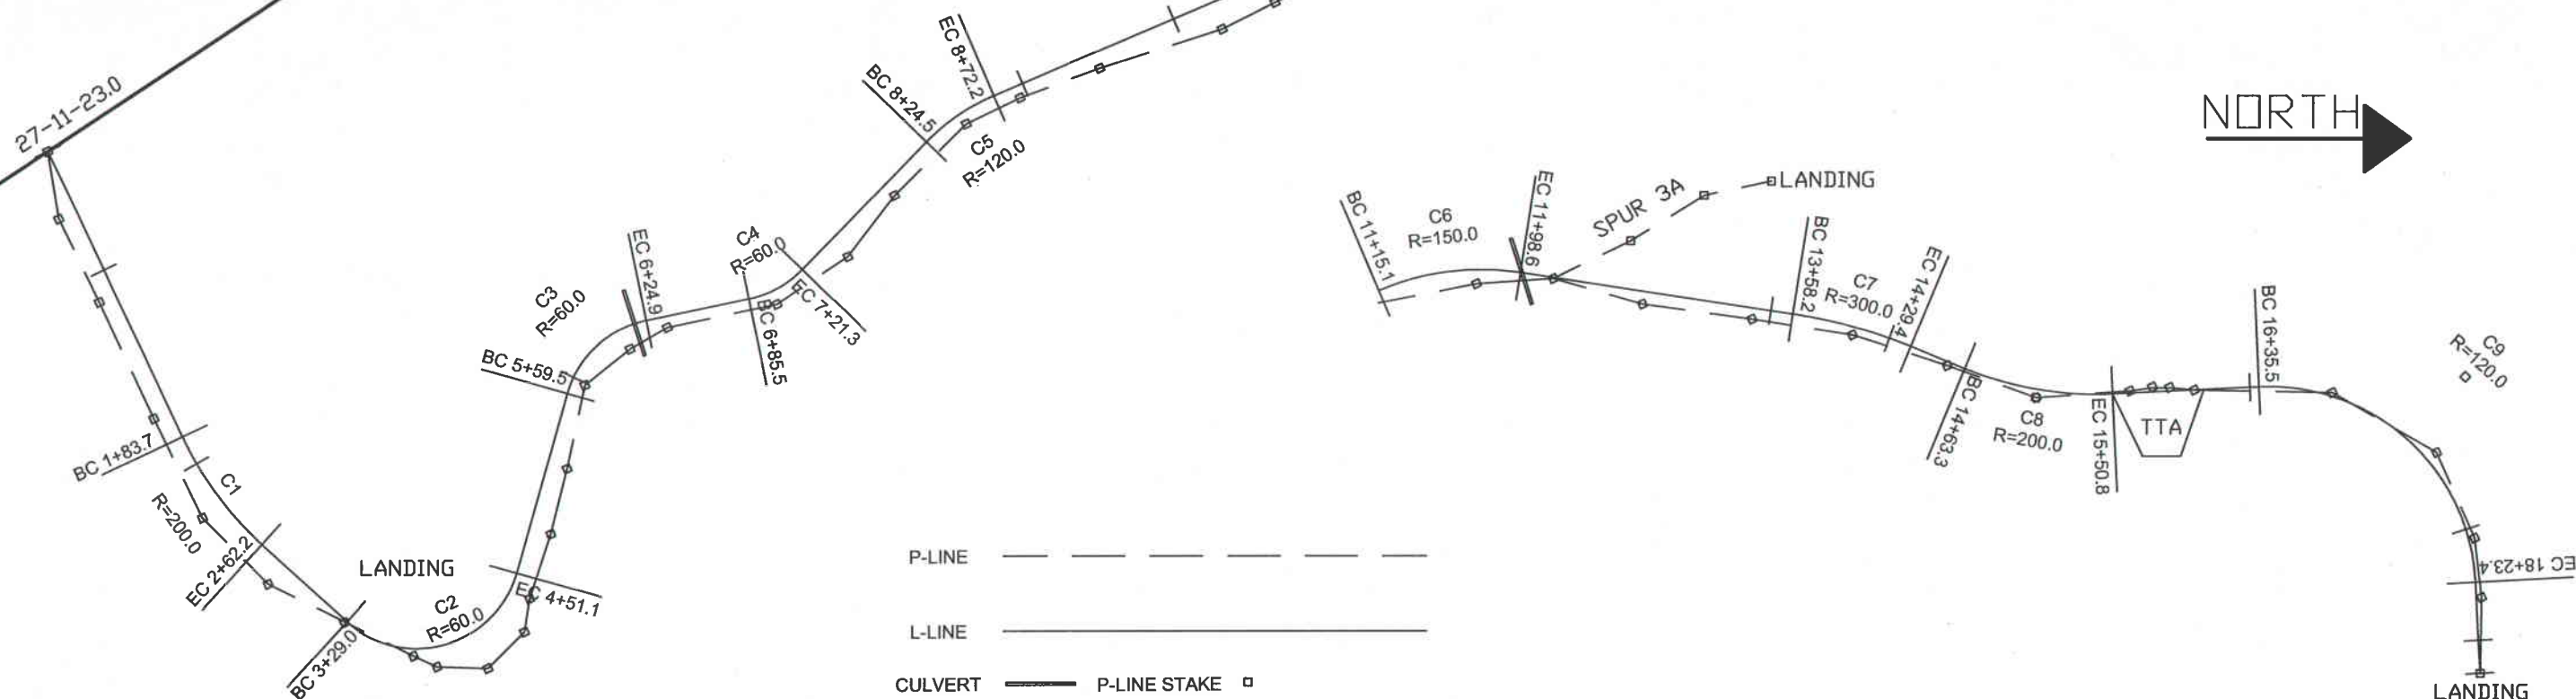 27-11-23.0
BC 1+83.7
C1
R=200.0
EC 2+62.2
LANDING
BC 3+29.0
C2
R=60.0
EC 4+51.1
BC 5+59.5
C3
R=60.0
EC 6+24.9
C4
R=60.0
BC 6+85.5
EC 7+21.3
BC 8+24.5
EC 8+72.2
C5
R=120.0
BC 11+15.1
C6
R=150.0
EC 11+98.6
SPUR 3A
LANDING
BC 13+58.2
C7
R=300.0
EC 14+29.4
BC 14+63.3
C8
R=200.0
EC 15+50.8
TTA
BC 16+35.5
C9
R=120.0
EC 18+23.4
LANDING
NORTH
P-LINE
L-LINE
CULVERT
P-LINE STAKE